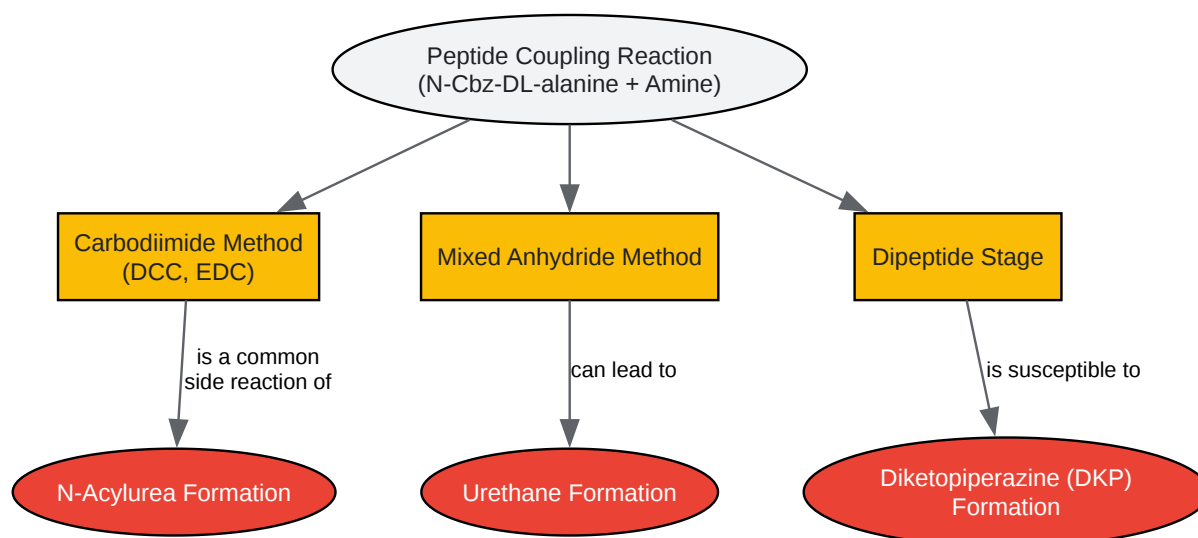 Peptide Coupling Reaction
(N-Cbz-DL-alanine + Amine)
Carbodiimide Method
(DCC, EDC)
Mixed Anhydride Method
Dipeptide Stage
is a common
side reaction of
can lead to
is susceptible to
N-Acylurea Formation
Urethane Formation
Diketopiperazine (DKP)
Formation